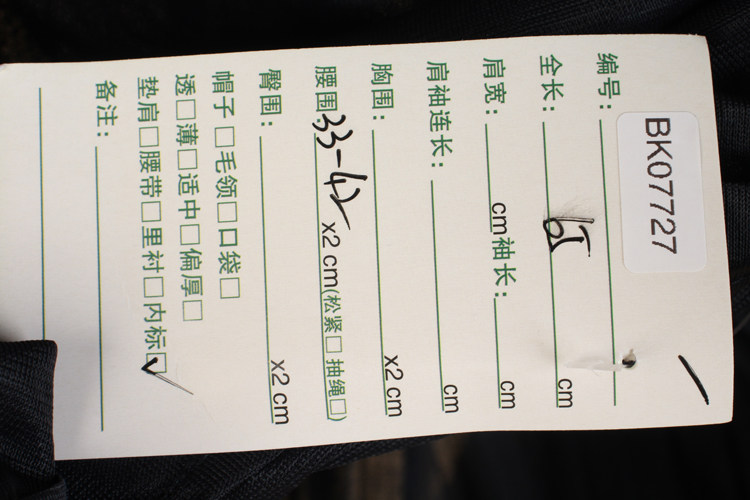 编号: BK07727
全长: 65 cm
肩宽: cm 袖长: cm
肩袖连长: cm
胸围: x2 cm
腰围: 33-42 x2 cm(松紧□ 抽绳□)
臀围: x2 cm
帽子□毛领□口袋□
透□薄□适中□偏厚□
垫肩□腰带□里衬□内标☑
备注: